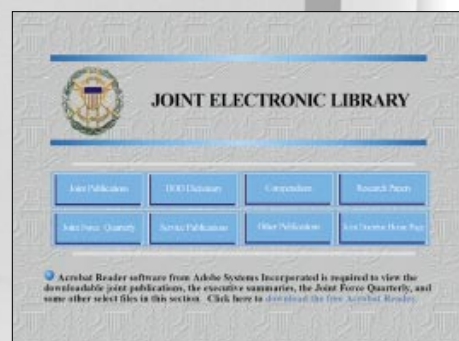 JOINT ELECTRONIC LIBRARY
Joint Publications DOD Dictionary Research Papers
Joint Force Quarterly Service Publications Other Publications Joint Doctrine Home Page
Acrobat Reader software from Adobe Systems Incorporated is required to view the
downloadable joint publications, the executive summaries, the Joint Force Quarterly, and
some other select files in this section. Click here to download the free Acrobat Reader.